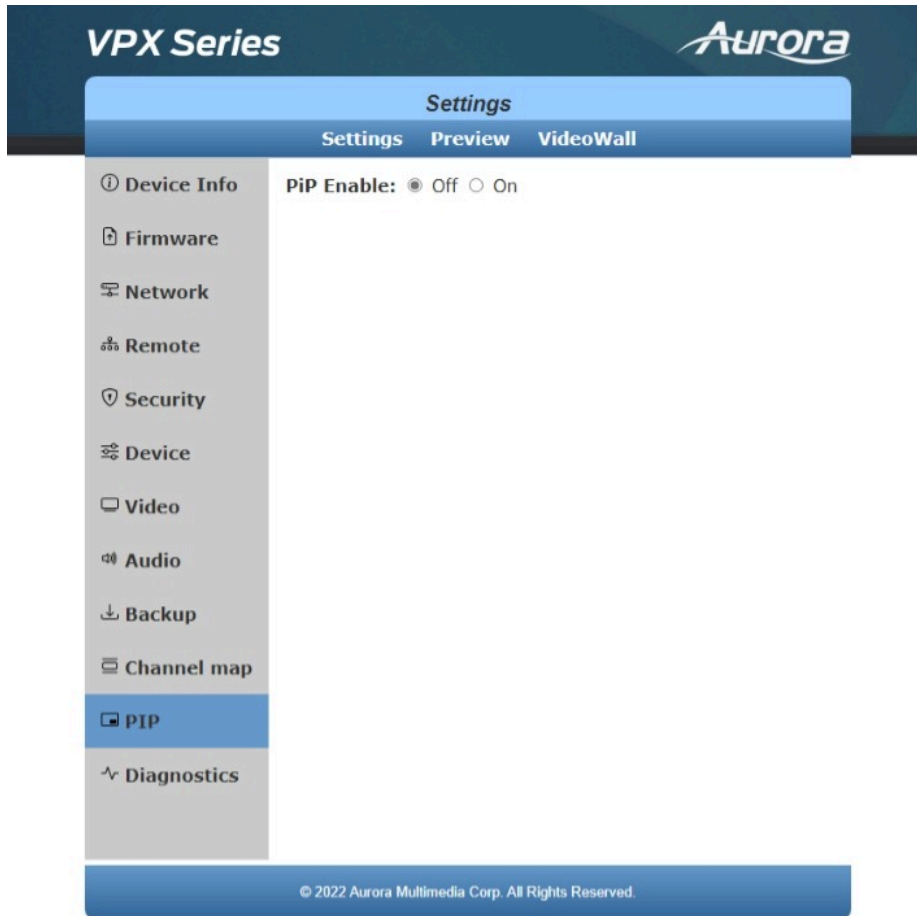 VPX Series
Aurora
Settings
Settings Preview VideoWall
Device Info
PiP Enable: Off On
Firmware
Network
Remote
Security
Device
Video
Audio
Backup
Channel map
PIP
Diagnostics
© 2022 Aurora Multimedia Corp. All Rights Reserved.